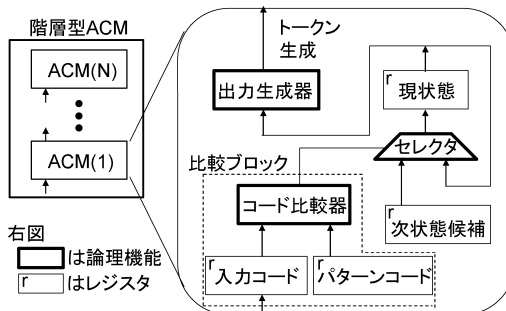 階層型ACM
ACM(N)
ACM(1)
右図
は論理機能
r はレジスタ
トークン
生成
出力生成器
r 現状態
セレクタ
比較ブロック
コード比較器
r 次状態候補
r 入力コード
r パターンコード